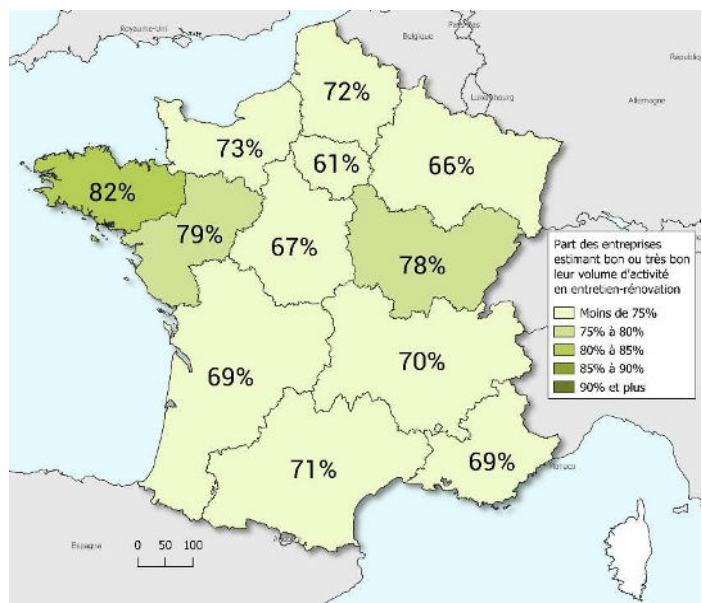 Royaume-Uni
Belgique
Luxembourg
Allemagne
72%
73%
61%
66%
82%
79%
67%
78%
Part des entreprises
estimant bon ou très bon
leur volume d'activité
en entretien-rénovation
Moins de 75%
75% à 80%
80% à 85%
85% à 90%
90% et plus
69%
70%
71%
69%
Monaco
Espagne
0 50 100